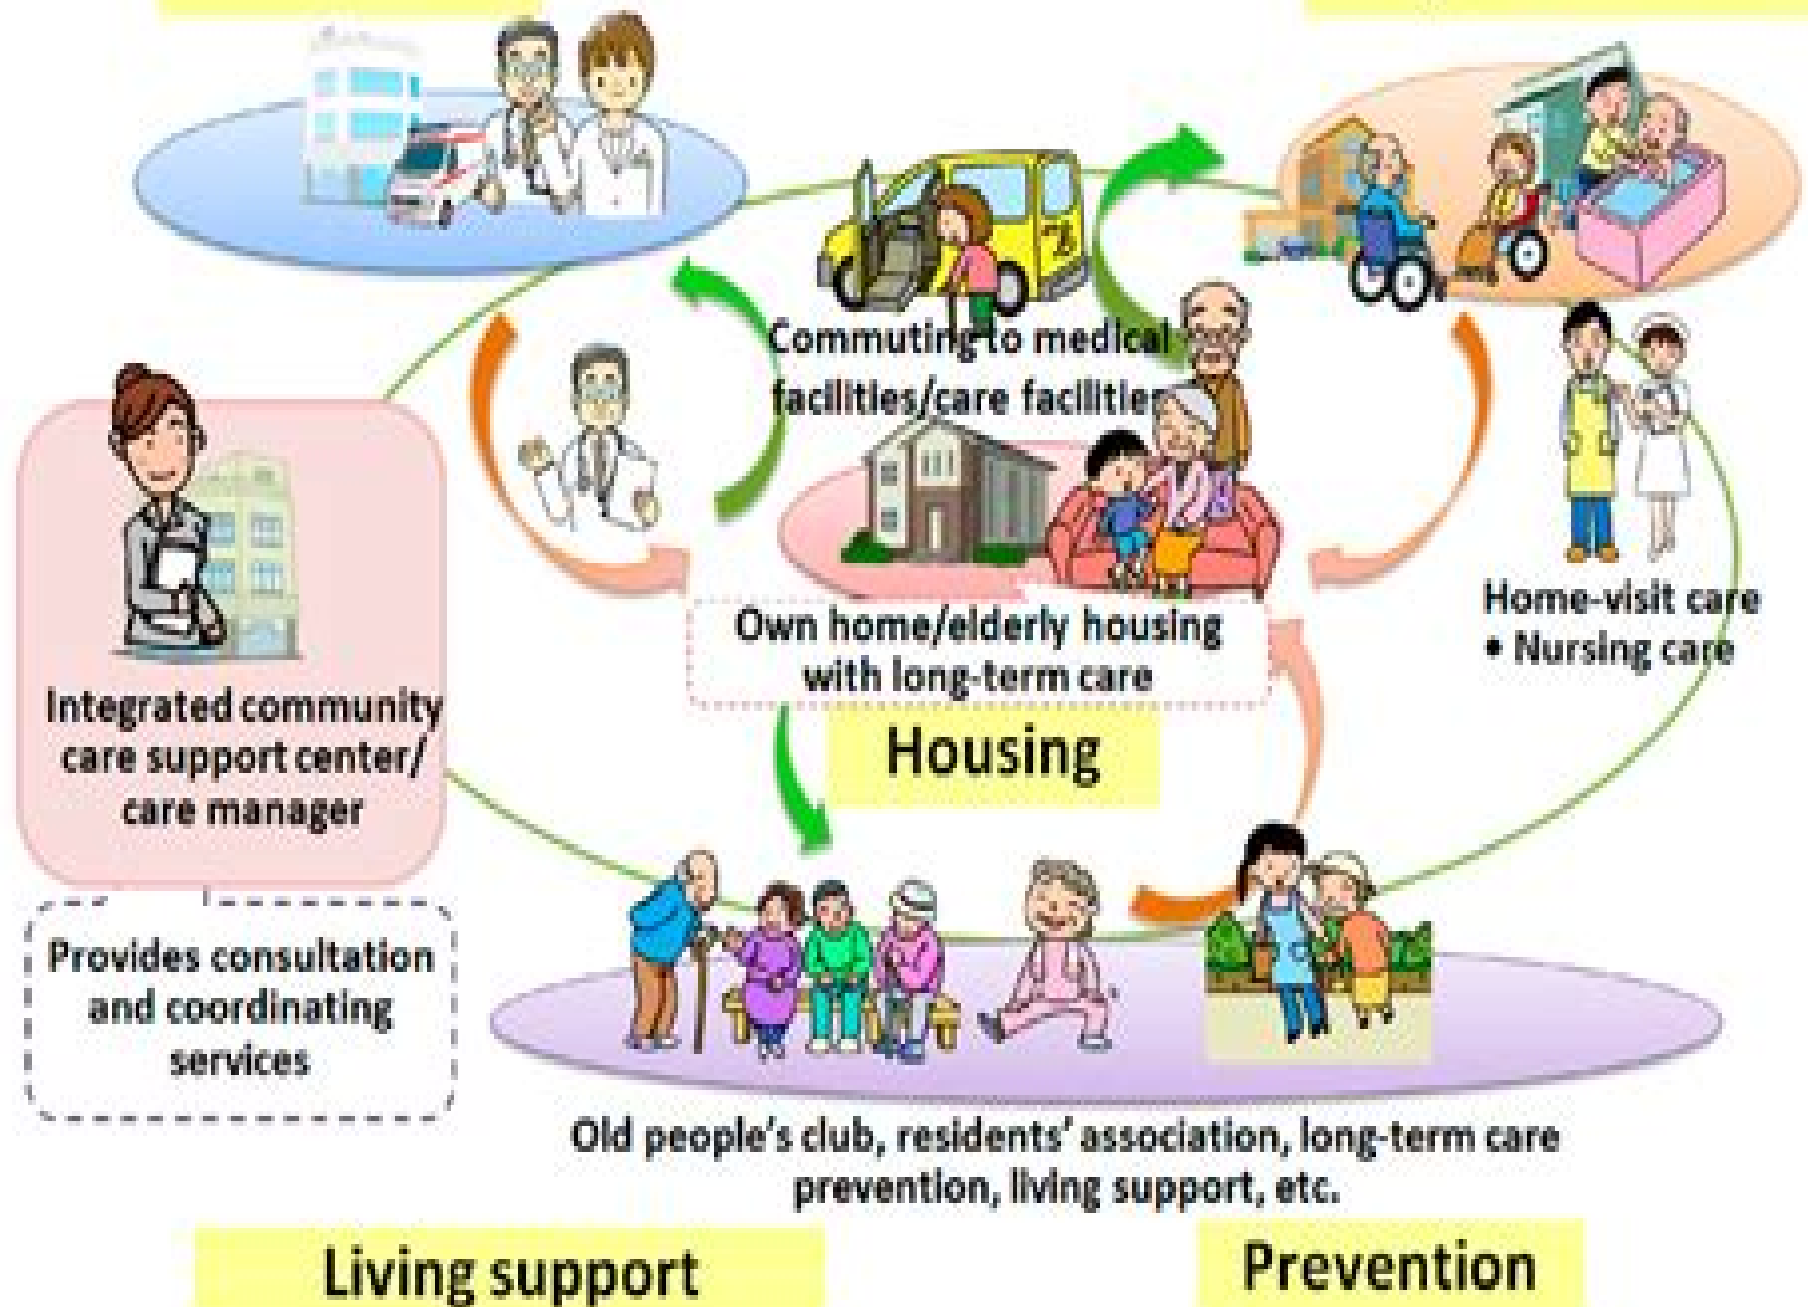 Commuting to medical
facilities/care facilities
Own home/elderly housing
with long-term care
Housing
Home-visit care
• Nursing care
Integrated community
care support center/
care manager
Provides consultation
and coordinating
services
Old people's club, residents' association, long-term care
prevention, living support, etc.
Living support
Prevention